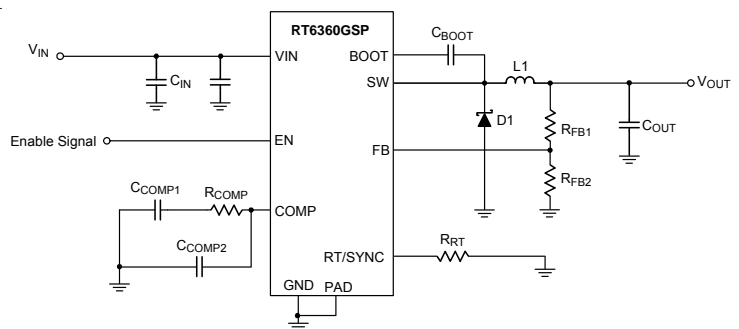 RT6360GSP
VIN
VIN
CIN
BOOT
CBOOT
SW
L1
VOUT
D1
RFB1
COUT
Enable Signal
EN
FB
RFB2
CCOMP1
RCOMP
COMP
CCOMP2
RT/SYNC
RRT
GND
PAD